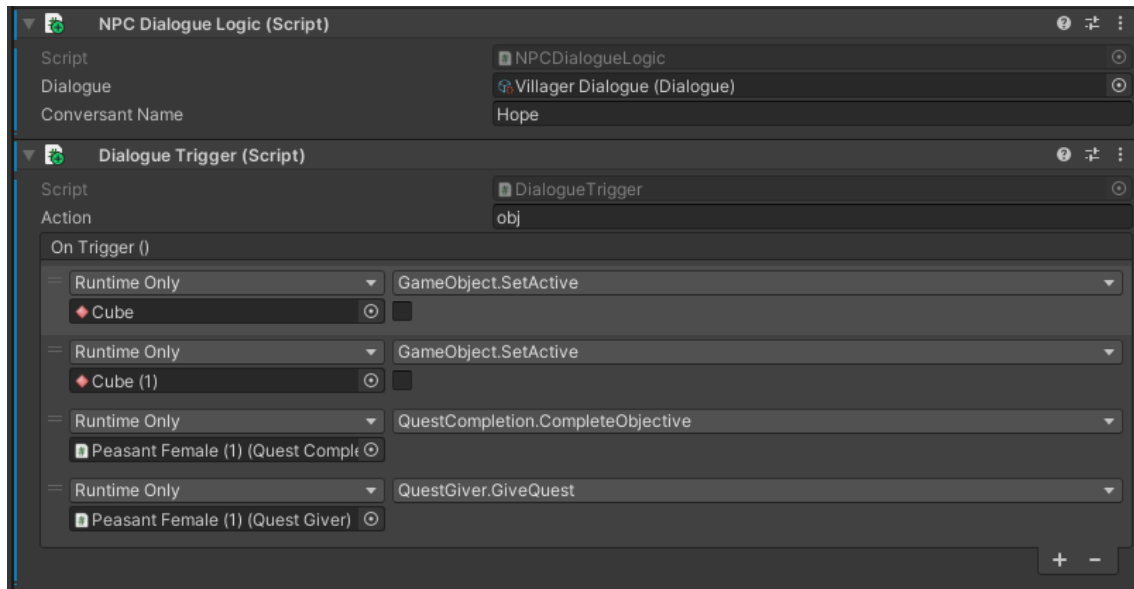 NPC Dialogue Logic (Script)
Script NPCDialogueLogic
Dialogue Villager Dialogue (Dialogue)
Conversant Name Hope
Dialogue Trigger (Script)
Script DialogueTrigger
Action obj
On Trigger ()
Runtime Only GameObject.SetActive
Cube
Runtime Only GameObject.SetActive
Cube (1)
Runtime Only QuestCompletion.CompleteObjective
Peasant Female (1) (Quest Comple
Runtime Only QuestGiver.GiveQuest
Peasant Female (1) (Quest Giver)